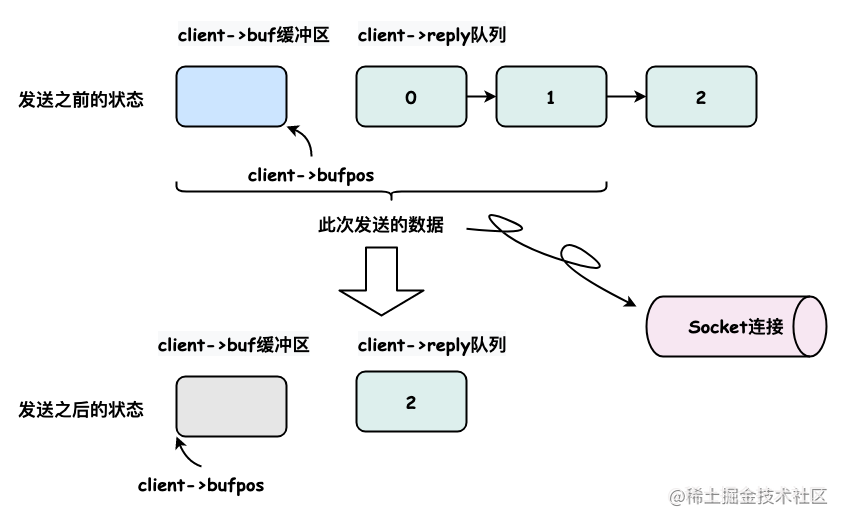 client->buf缓冲区
client->reply队列
发送之前的状态
0
1
2
client->bufpos
此次发送的数据
Socket连接
client->buf缓冲区
client->reply队列
发送之后的状态
2
client->bufpos
@稀土掘金技术社区